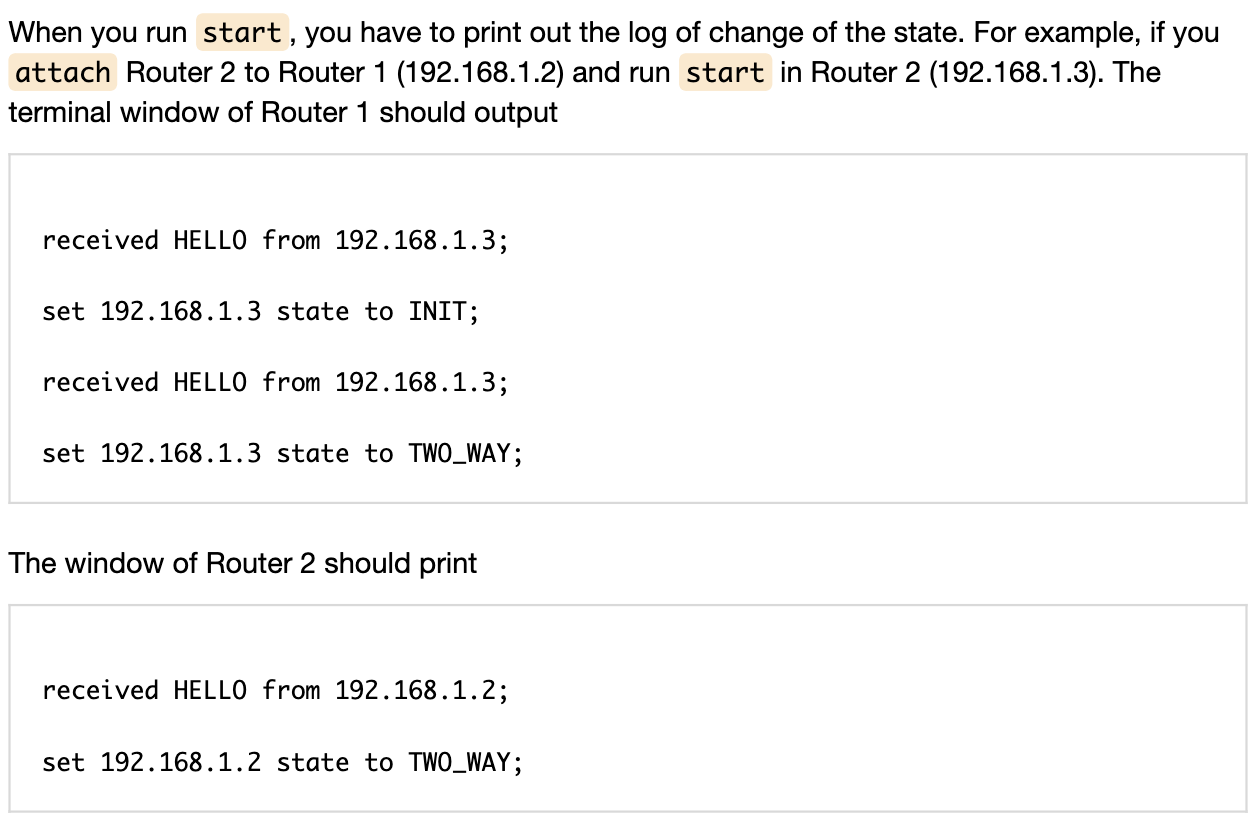 When you run start, you have to print out the log of change of the state. For example, if you
attach Router 2 to Router 1 (192.168.1.2) and run start in Router 2 (192.168.1.3). The
terminal window of Router 1 should output
received HELLO from 192.168.1.3;
set 192.168.1.3 state to INIT;
received HELLO from 192.168.1.3;
set 192.168.1.3 state to TWO_WAY;
The window of Router 2 should print
received HELLO from 192.168.1.2;
set 192.168.1.2 state to TWO_WAY;